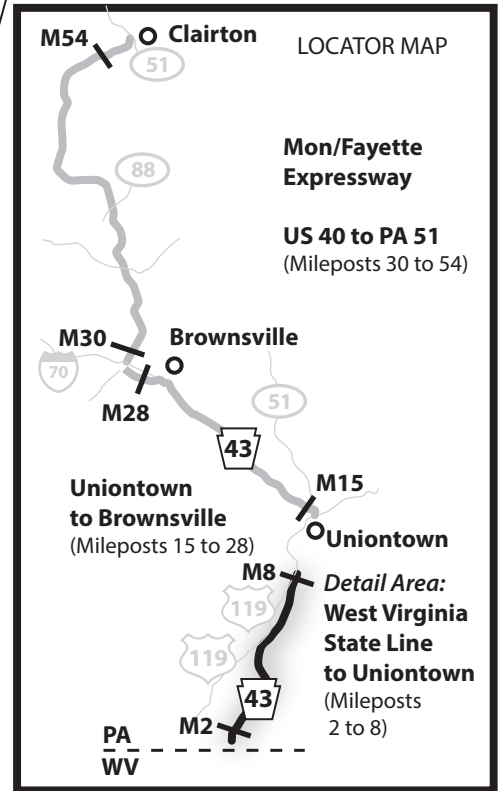 M54
Clairton
LOCATOR MAP
51
Mon/Fayette
Expressway
88
US 40 to PA 51
(Mileposts 30 to 54)
M30
Brownsville
70
51
M28
43
M15
Uniontown
to Brownsville
(Mileposts 15 to 28)
Uniontown
M8
Detail Area:
119
West Virginia
State Line
to Uniontown
119
(Mileposts
2 to 8)
43
M2
PA
WV